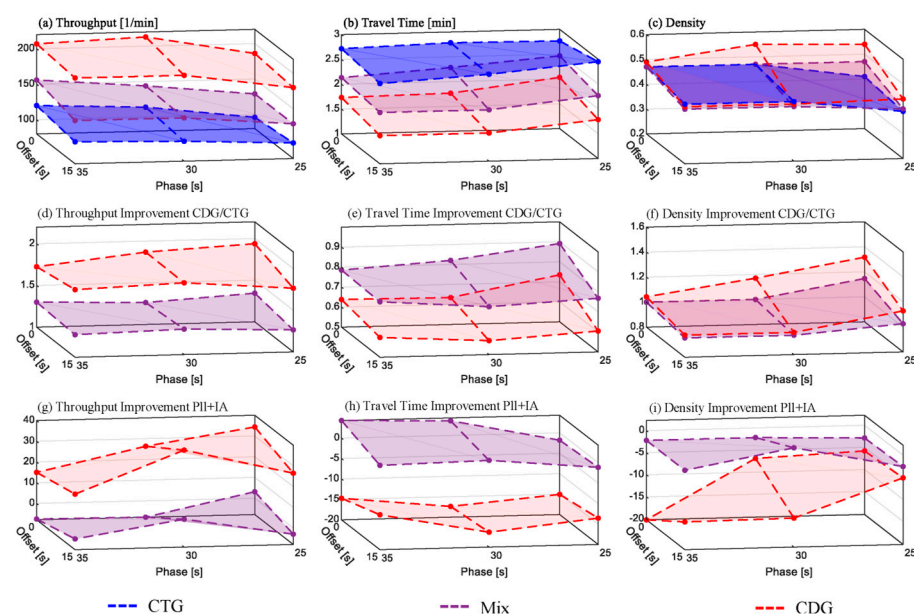 (a) Throughput [1/min]
(b) Travel Time [min]
(c) Density
200
150
100
0
Offset [s]
15 35
30
25
Phase [s]
3
2.5
2
1.5
1
0
Offset [s]
15 35
30
25
Phase [s]
0.6
0.5
0.4
0.3
0.2
0
Offset [s]
15 35
30
25
Phase [s]
(d) Throughput Improvement CDG/CTG
(e) Travel Time Improvement CDG/CTG
(f) Density Improvement CDG/CTG
2
1.5
1
0
Offset [s]
15 35
30
25
Phase [s]
0.9
0.8
0.7
0.6
0.5
0
Offset [s]
15 35
30
25
Phase [s]
1.6
1.4
1.2
1
0.8
0
Offset [s]
15 35
30
25
Phase [s]
(g) Throughput Improvement Pll+IA
(h) Travel Time Improvement Pll+IA
(i) Density Improvement Pll+IA
40
30
20
10
0
0
Offset [s]
15 35
30
25
Phase [s]
0
-5
-10
-15
-20
0
Offset [s]
15 35
30
25
Phase [s]
0
-5
-10
-15
-20
0
Offset [s]
15 35
30
25
Phase [s]
CTG
Mix
CDG